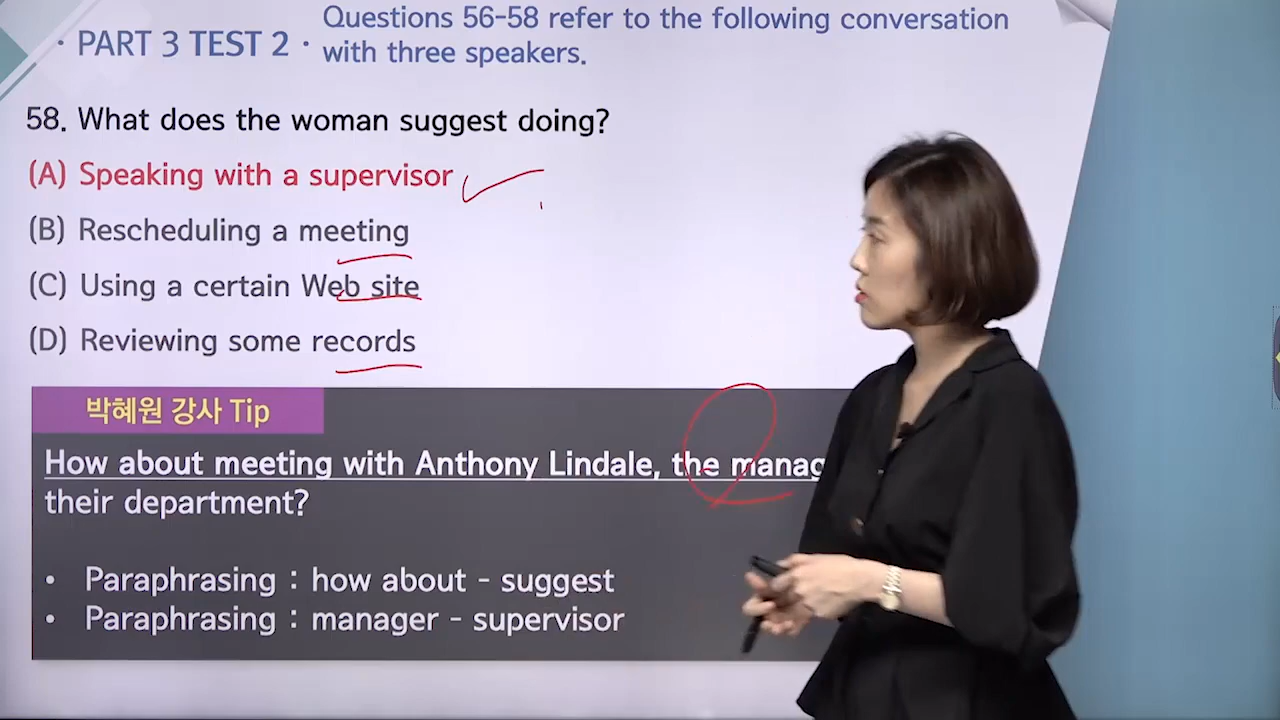 · PART 3 TEST 2 ·
Questions 56-58 refer to the following conversation
with three speakers.
58. What does the woman suggest doing?
(A) Speaking with a supervisor
(B) Rescheduling a meeting
(C) Using a certain Web site
(D) Reviewing some records
박혜원 강사 Tip
How about meeting with Anthony Lindale, the
their department?
• Paraphrasing : how about - suggest
• Paraphrasing : manager - supervisor